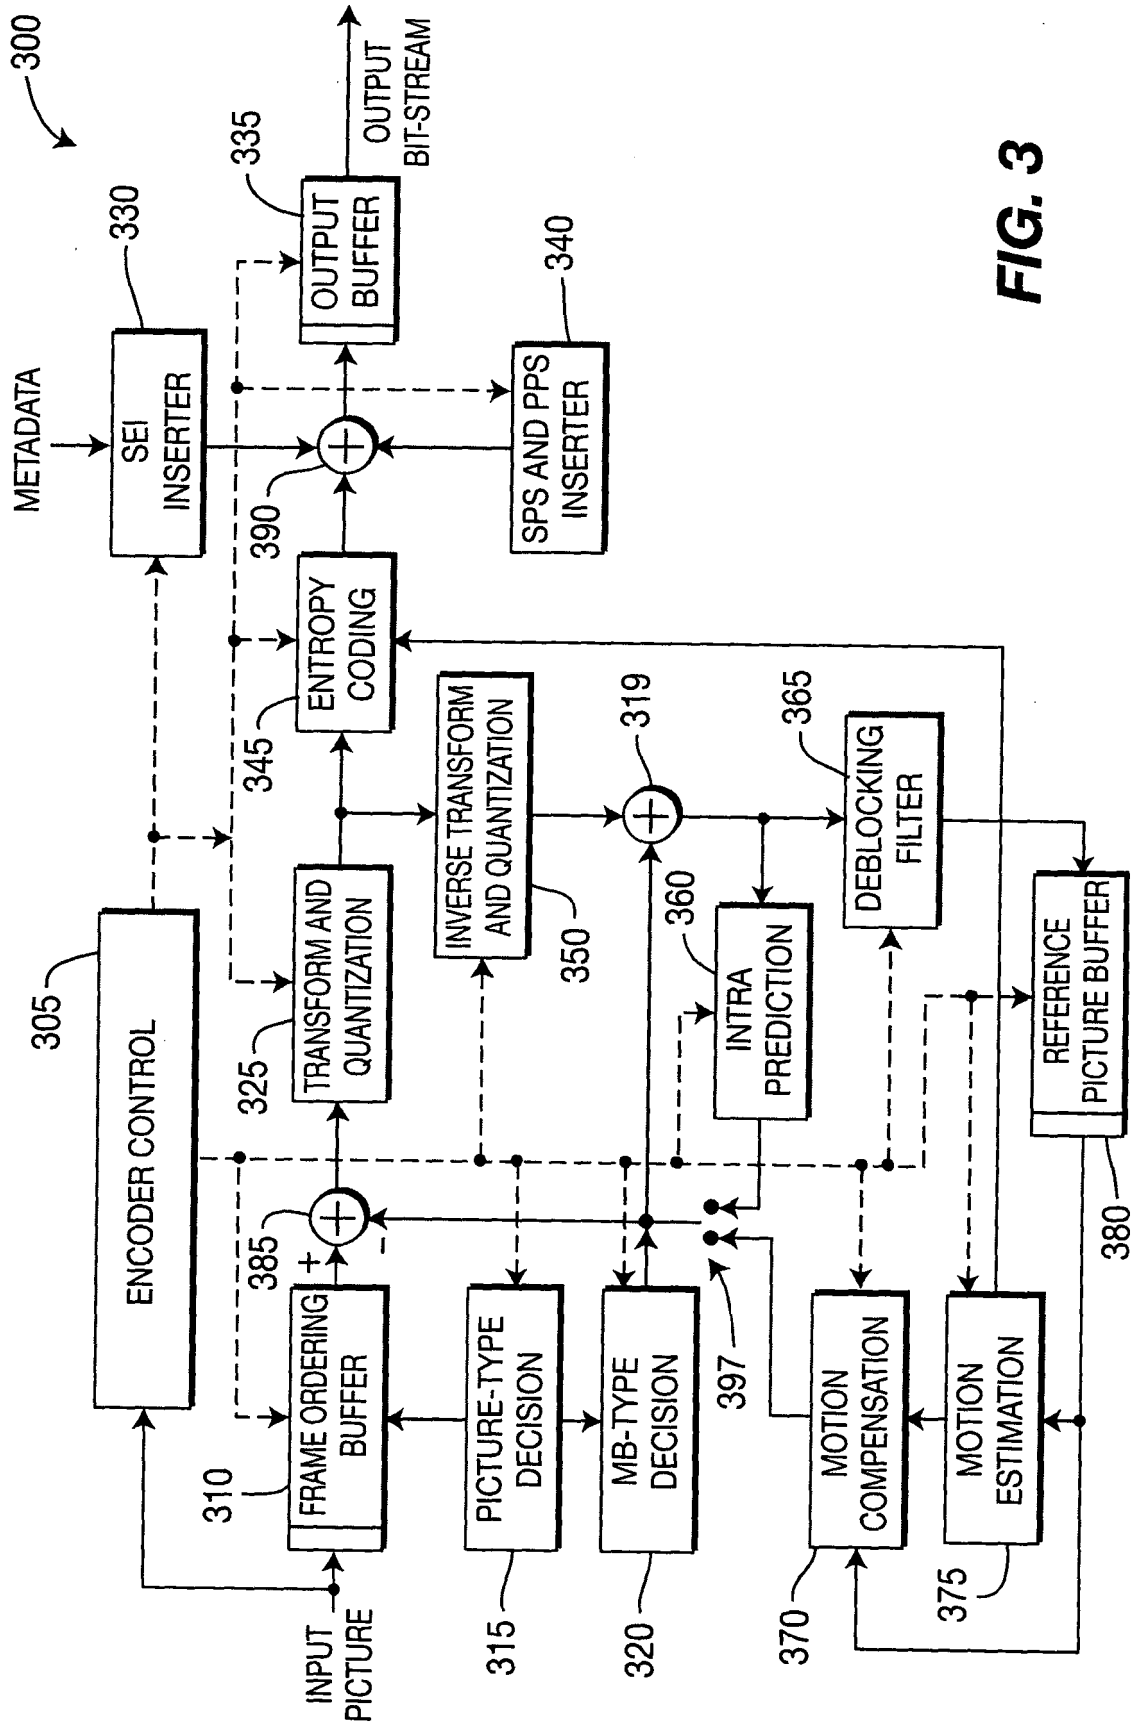 300
METADATA
330
SEI
INSERTER
305
ENCODER CONTROL
335
OUTPUT
BUFFER
OUTPUT
BIT-STREAM
INPUT
PICTURE
310
FRAME ORDERING
BUFFER
+
-
385
+
325
TRANSFORM AND
QUANTIZATION
345
ENTROPY
CODING
390
+
340
SPS AND PPS
INSERTER
315
PICTURE-TYPE
DECISION
INVERSE TRANSFORM
AND QUANTIZATION
350
320
MB-TYPE
DECISION
+
319
397
360
INTRA
PREDICTION
365
DEBLOCKING
FILTER
370
MOTION
COMPENSATION
375
MOTION
ESTIMATION
REFERENCE
PICTURE BUFFER
380
FIG. 3